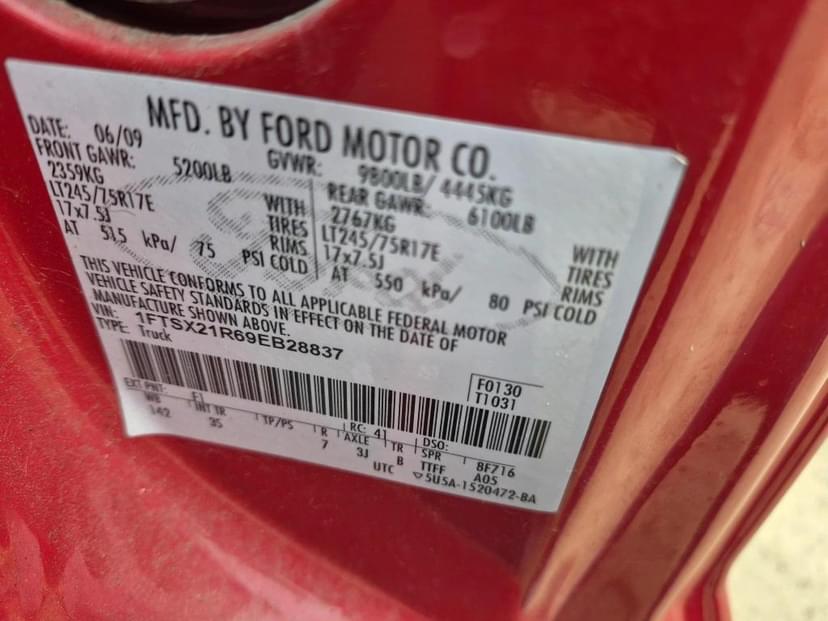 MFD. BY FORD MOTOR CO.
DATE: 06/09 GVWR: 9800LB/ 4445KG
FRONT GAWR: 5200LB REAR GAWR: 6100LB
2359KG WITH 2767KG WITH
LT245/75R17E TIRES LT245/75R17E TIRES
17x7.5J RIMS 17x7.5J RIMS
AT 515 kPa/ 75 PSI COLD AT 550 kPa/ 80 PSI COLD
THIS VEHICLE CONFORMS TO ALL APPLICABLE FEDERAL MOTOR
VEHICLE SAFETY STANDARDS IN EFFECT ON THE DATE OF
MANUFACTURE SHOWN ABOVE.
VIN: 1FTSX21R69EB28837
TYPE: Truck
F0130
T1031
EXT PNT: F1 RC: 41 DSO:
WB INT TR TP/PS R AXLE TR SPR 8F716
142 3S 7 3J B TTFF A05
UTC ▽5U5A-1520472-BA